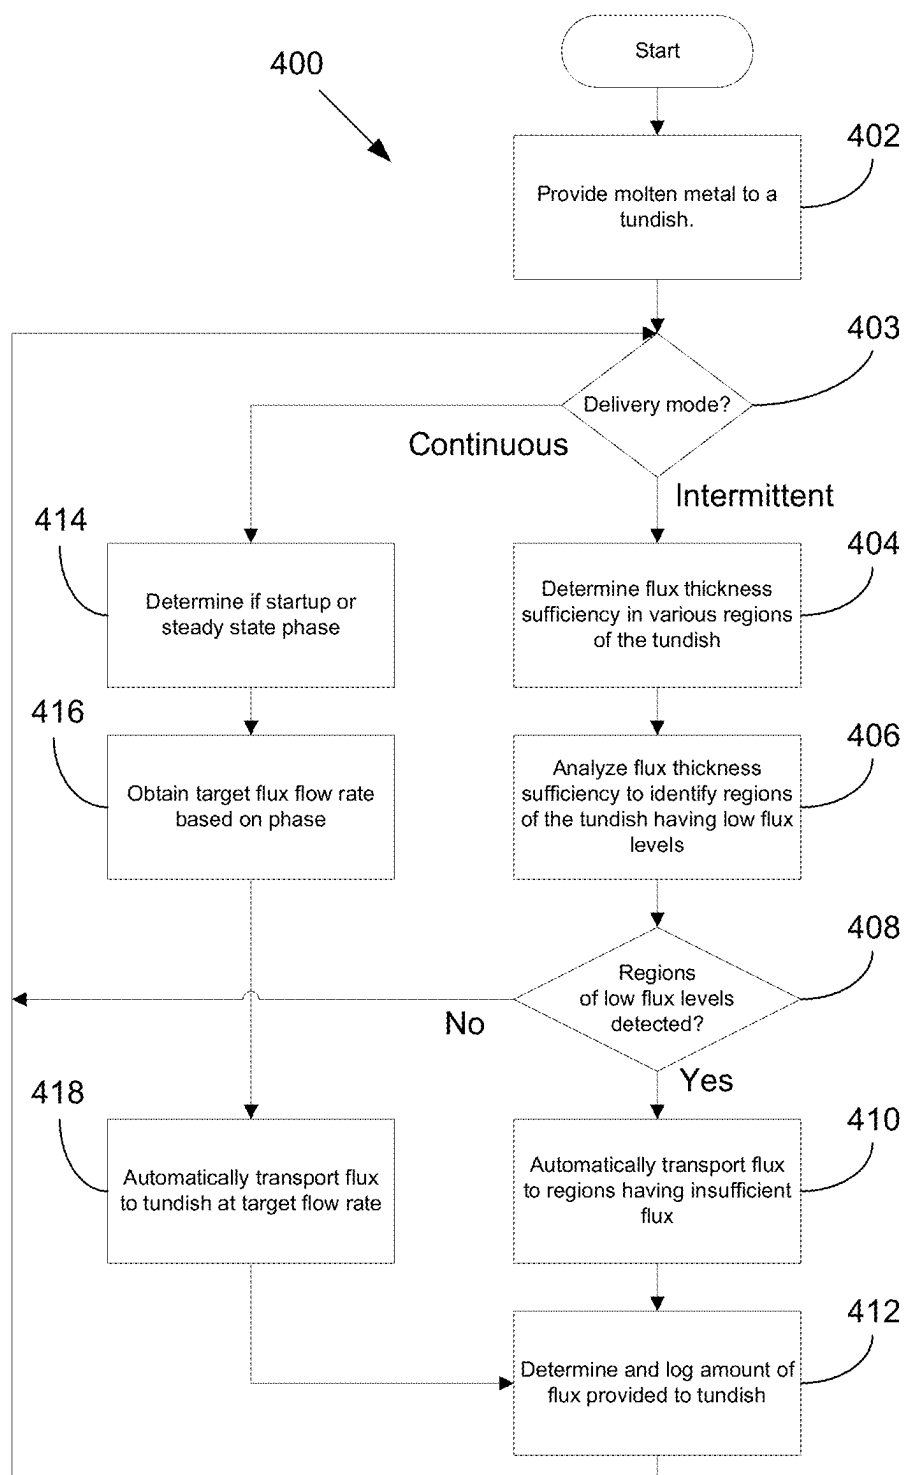 Start
400
402
Provide molten metal to a
tundish.
403
Delivery mode?
Continuous
Intermittent
414
404
Determine if startup or
steady state phase
Determine flux thickness
sufficiency in various regions
of the tundish
416
406
Obtain target flux flow rate
based on phase
Analyze flux thickness
sufficiency to identify regions
of the tundish having low flux
levels
408
Regions
of low flux levels
detected?
No
Yes
418
410
Automatically transport flux
to tundish at target flow rate
Automatically transport flux
to regions having insufficient
flux
412
Determine and log amount of
flux provided to tundish